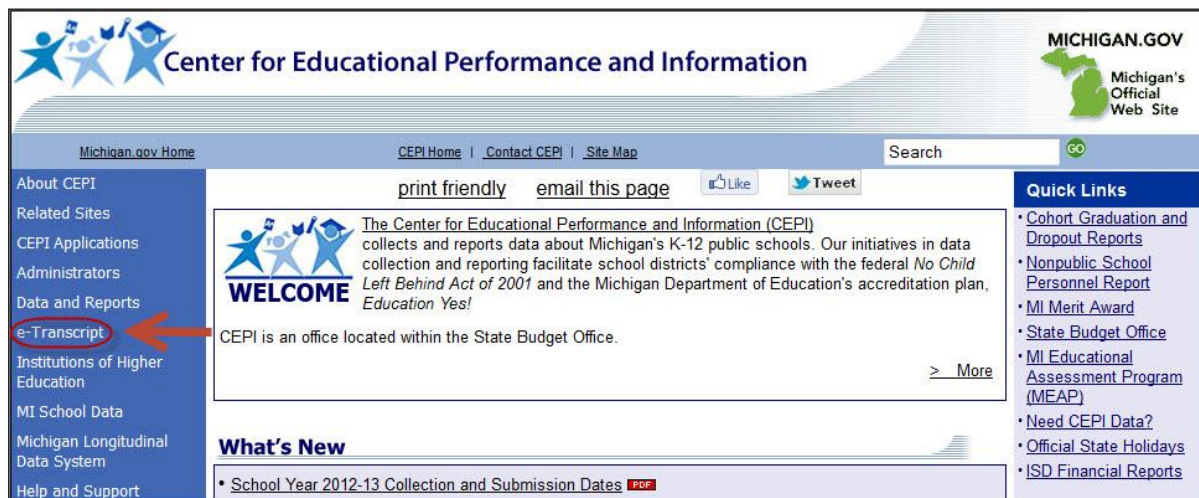 Center for Educational Performance and Information
MICHIGAN.GOV
Michigan's
Official
Web Site
Michigan.gov Home
CEPI Home | Contact CEPI | Site Map
Search
GO
About CEPI
Related Sites
CEPI Applications
Administrators
Data and Reports
e-Transcript
Institutions of Higher
Education
MI School Data
Michigan Longitudinal
Data System
Help and Support
print friendly email this page Like Tweet
WELCOME
The Center for Educational Performance and Information (CEPI)
collects and reports data about Michigan's K-12 public schools. Our initiatives in data
collection and reporting facilitate school districts' compliance with the federal No Child
Left Behind Act of 2001 and the Michigan Department of Education's accreditation plan,
Education Yes!
CEPI is an office located within the State Budget Office.
> More
What's New
• School Year 2012-13 Collection and Submission Dates PDF
Quick Links
• Cohort Graduation and
Dropout Reports
• Nonpublic School
Personnel Report
• MI Merit Award
• State Budget Office
• MI Educational
Assessment Program
(MEAP)
• Need CEPI Data?
• Official State Holidays
• ISD Financial Reports